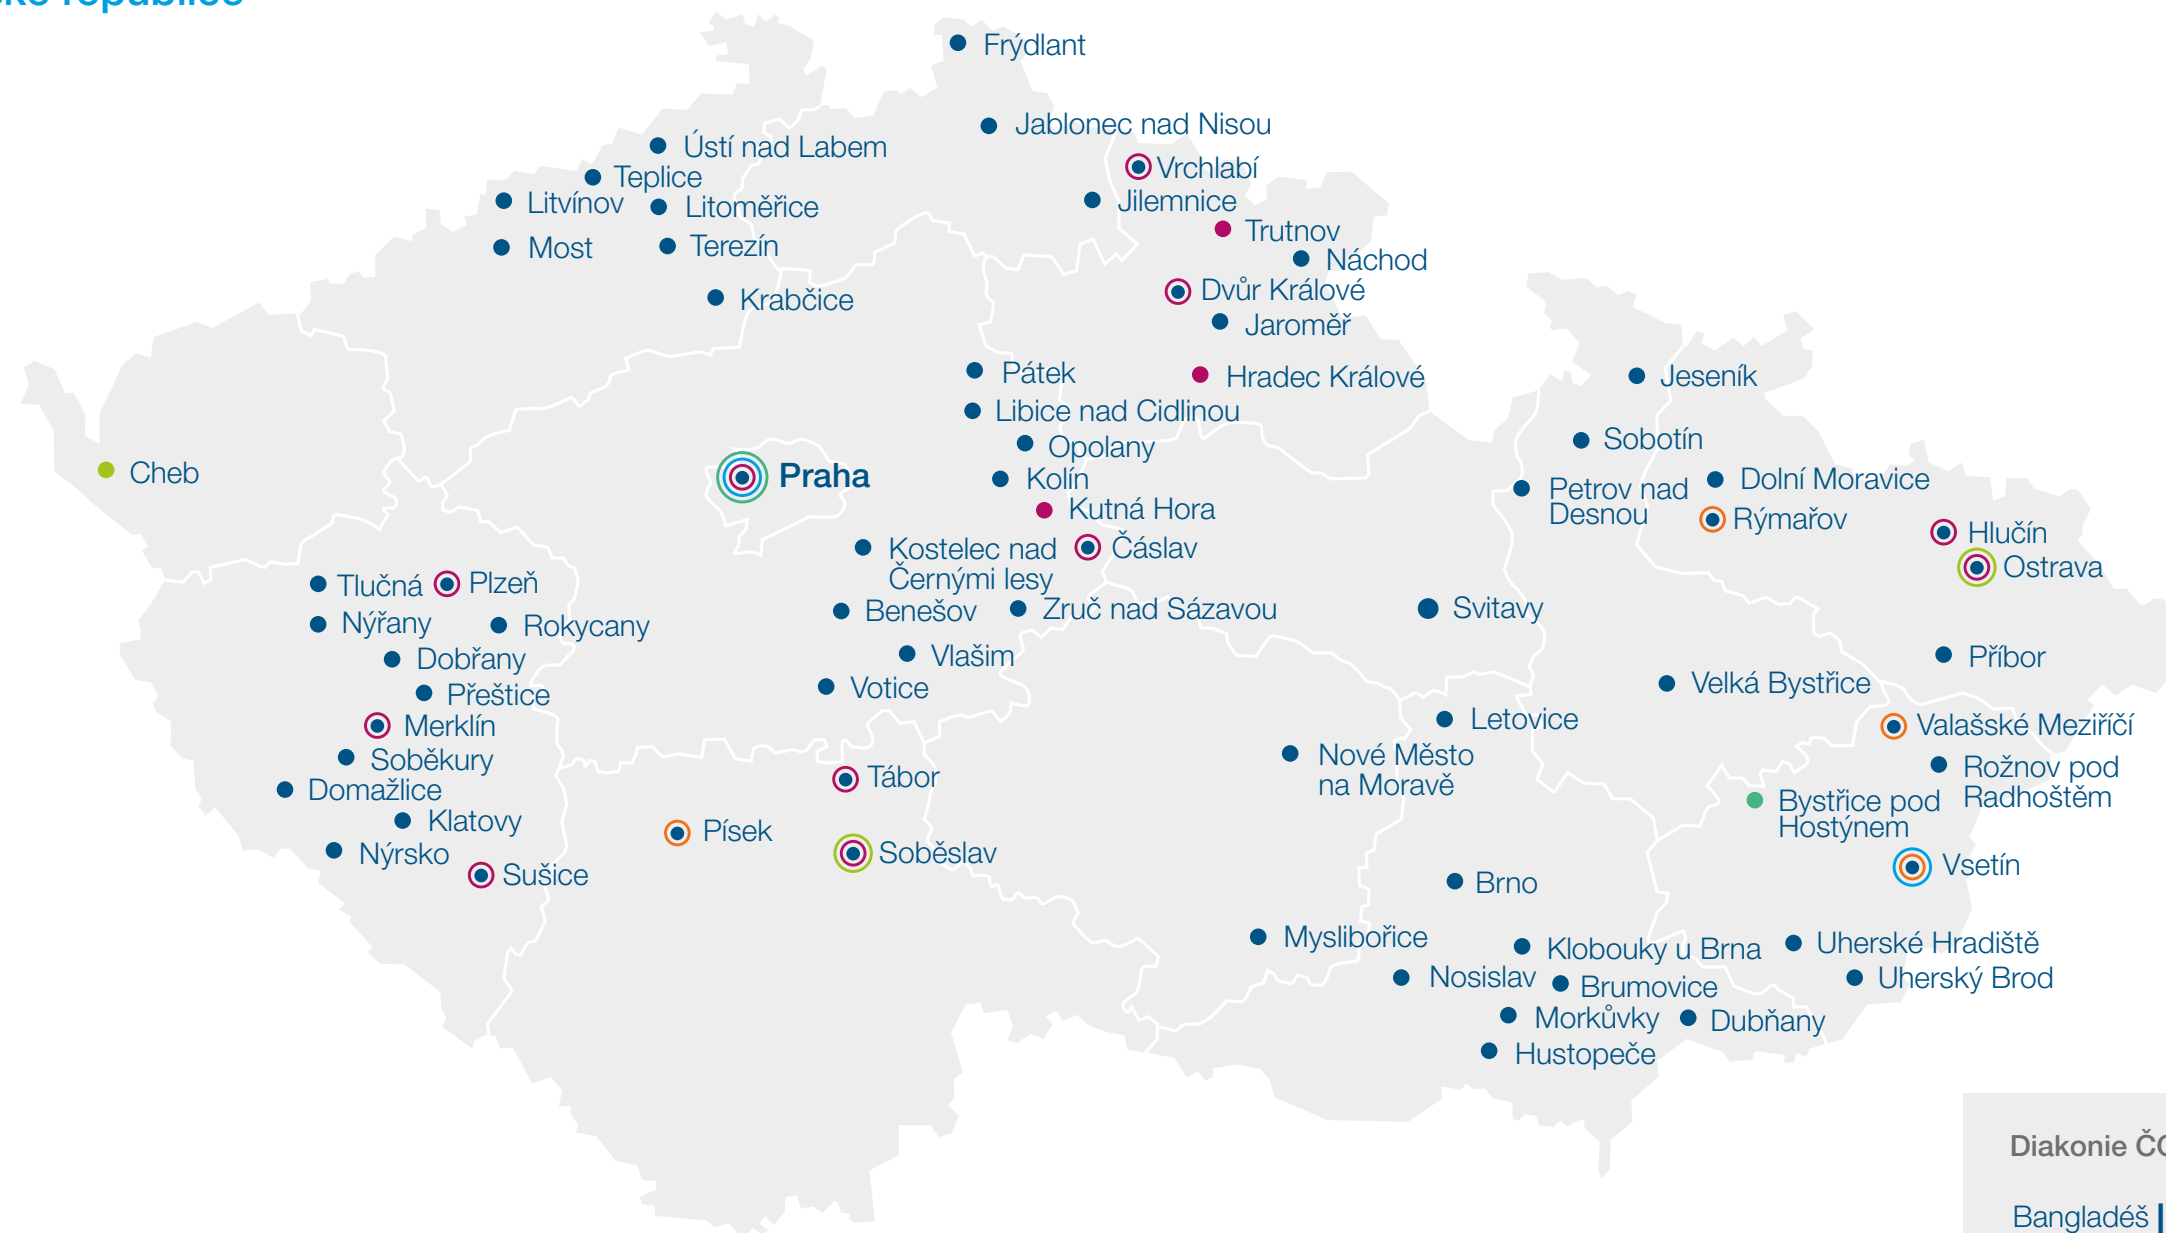 republice
Frýdlant
Jablonec nad Nisou
Ústí nad Labem
Vrchlabí
Teplice
Litvínov
Litoměřice
Jilemnice
Trutnov
Most
Terezín
Náchod
Dvůr Králové
Krabčice
Jaroměř
Pátek
Hradec Králové
Jeseník
Libice nad Cidlinou
Opolany
Sobotín
Cheb
Praha
Kolín
Dolní Moravice
Petrov nad
Desnou
Kutná Hora
Rýmařov
Hlučín
Kostelec nad
Černými lesy
Čáslav
Ostrava
Tlučná
Plzeň
Benešov
Zruč nad Sázavou
Svitavy
Nýřany
Rokycany
Dobřany
Vlašim
Příbor
Přeštice
Votice
Velká Bystřice
Merklín
Letovice
Valašské Meziříčí
Soběkury
Nové Město
na Moravě
Rožnov pod
Radhoštěm
Tábor
Domažlice
Bystřice pod
Hostýnem
Klatovy
Písek
Nýrsko
Soběslav
Vsetín
Sušice
Brno
Myslibořice
Klobouky u Brna
Uherské Hradiště
Nosislav
Brumovice
Uherský Brod
Morkůvky
Dubňany
Hustopeče
Diakonie
Bangladéš |